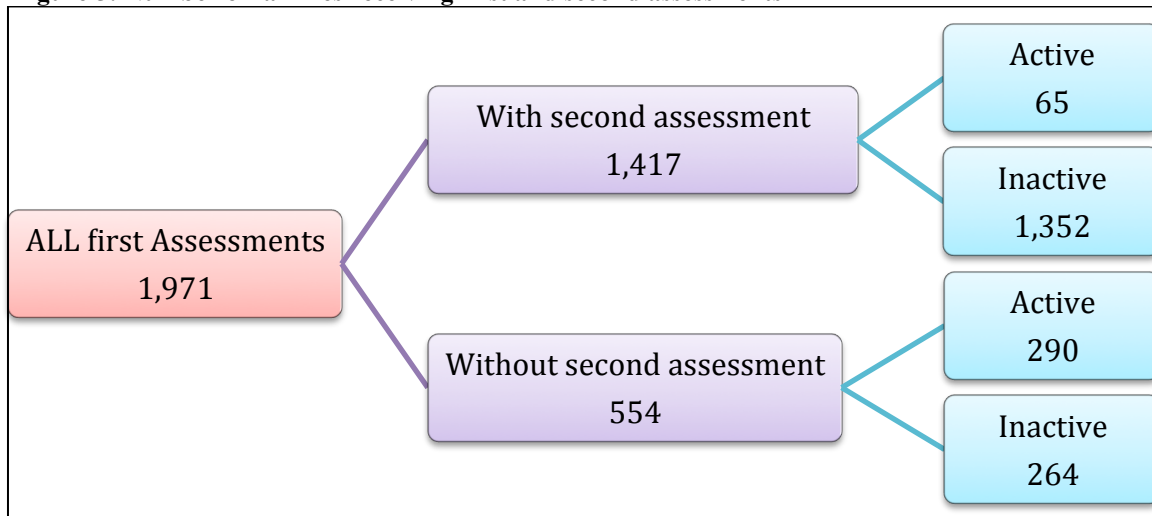 ALL first Assessments
1,971
With second assessment
1,417
Active
65
Inactive
1,352
Without second assessment
554
Active
290
Inactive
264